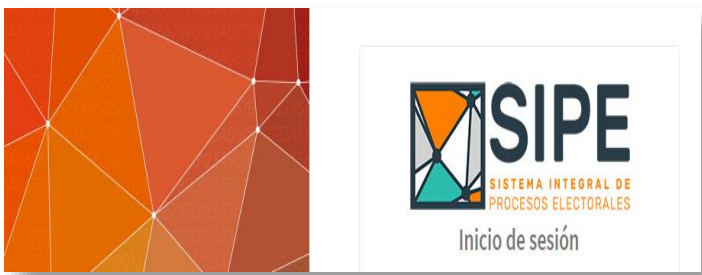 SIPE
SISTEMA INTEGRAL DE
PROCESOS ELECTORALES
Inicio de sesión